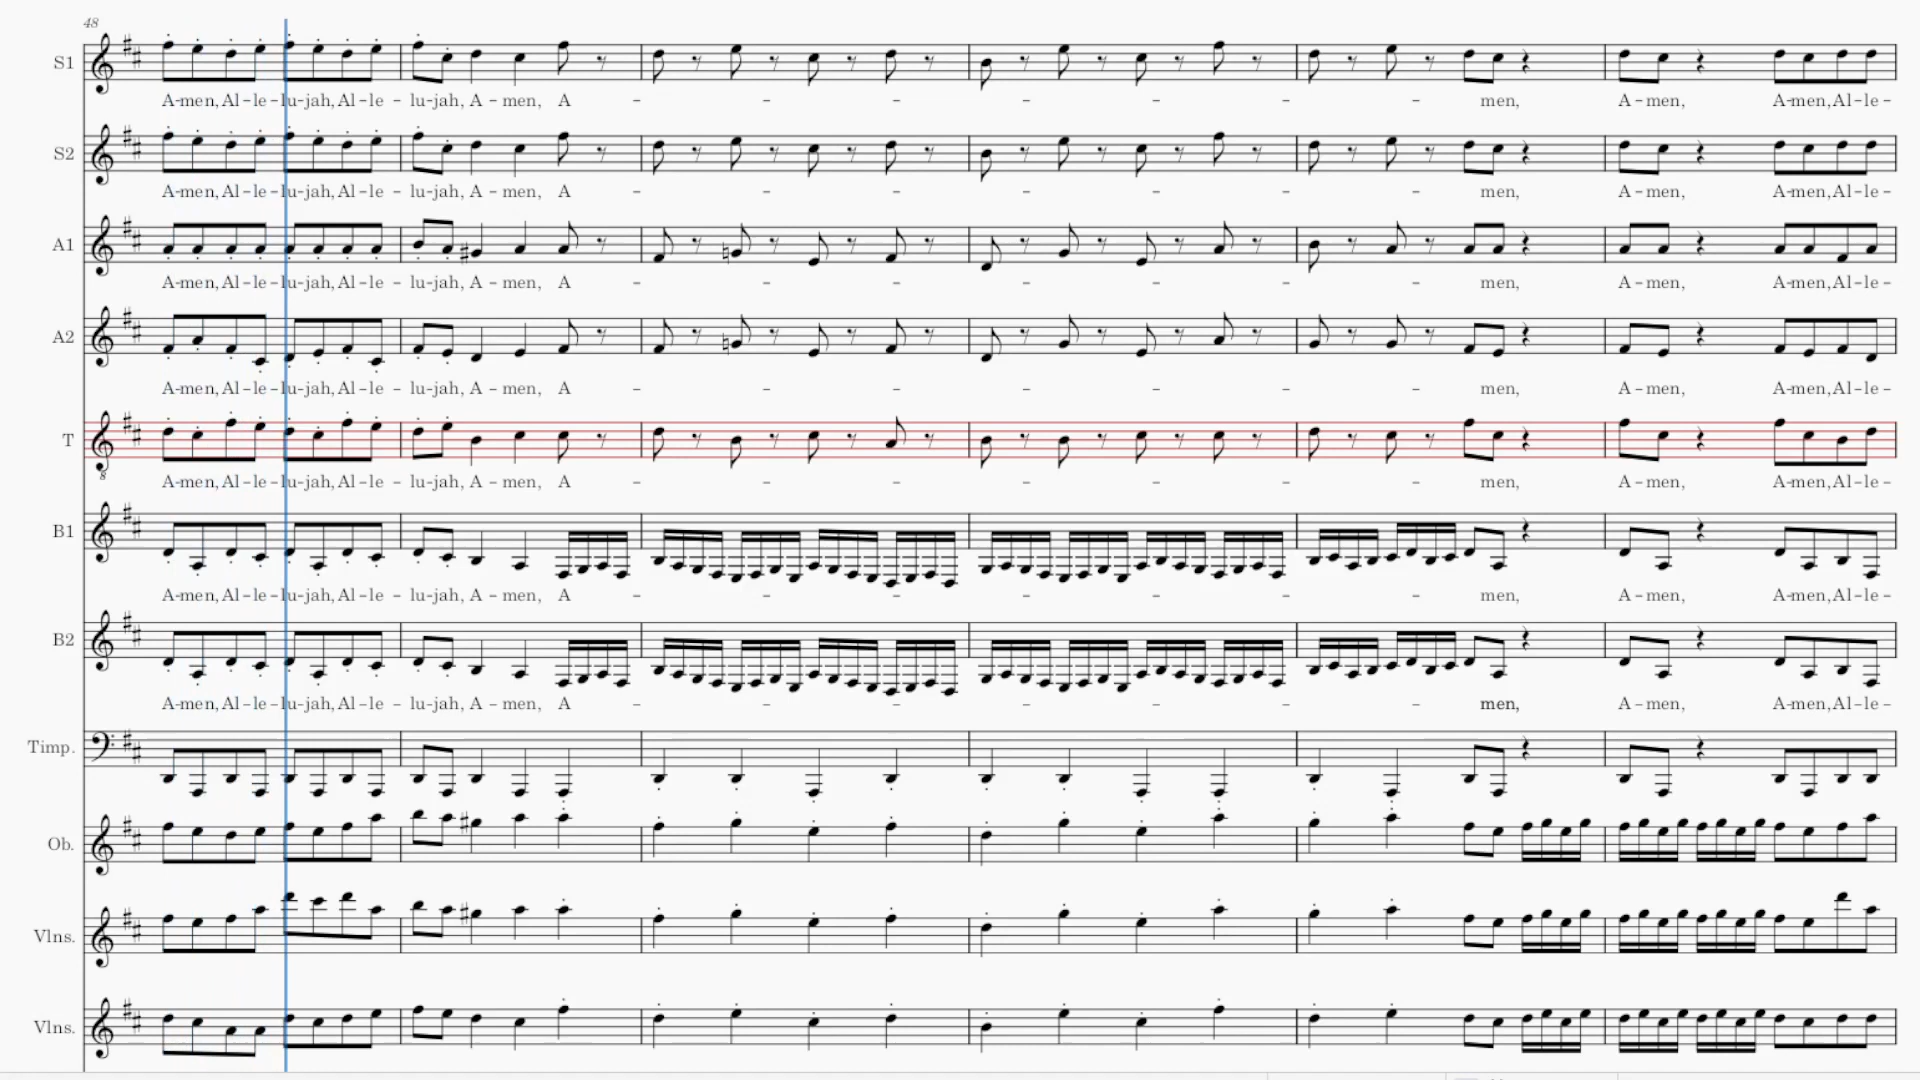 48
S1
A-men, Al-le-lu-jah, Al-le - lu-jah, A - men, A - - - - - - - men, A - men, A-men, Al-le-
S2
A-men, Al-le-lu-jah, Al-le - lu-jah, A - men, A - - - - - - - men, A - men, A-men, Al-le-
A1
A-men, Al-le-lu-jah, Al-le - lu-jah, A - men, A - - - - - - - men, A - men, A-men, Al-le-
A2
A-men, Al-le-lu-jah, Al-le - lu-jah, A - men, A - - - - - - - men, A - men, A-men, Al-le-
T
A-men, Al-le-lu-jah, Al-le - lu-jah, A - men, A - - - - - - - men, A - men, A-men, Al-le-
B1
A-men, Al-le-lu-jah, Al-le - lu-jah, A - men, A - - - - - - - men, A - men, A-men, Al-le-
B2
A-men, Al-le-lu-jah, Al-le - lu-jah, A - men, A - - - - - - - men, A - men, A-men, Al-le-
Timp.
Ob.
Vlns.
Vlns.